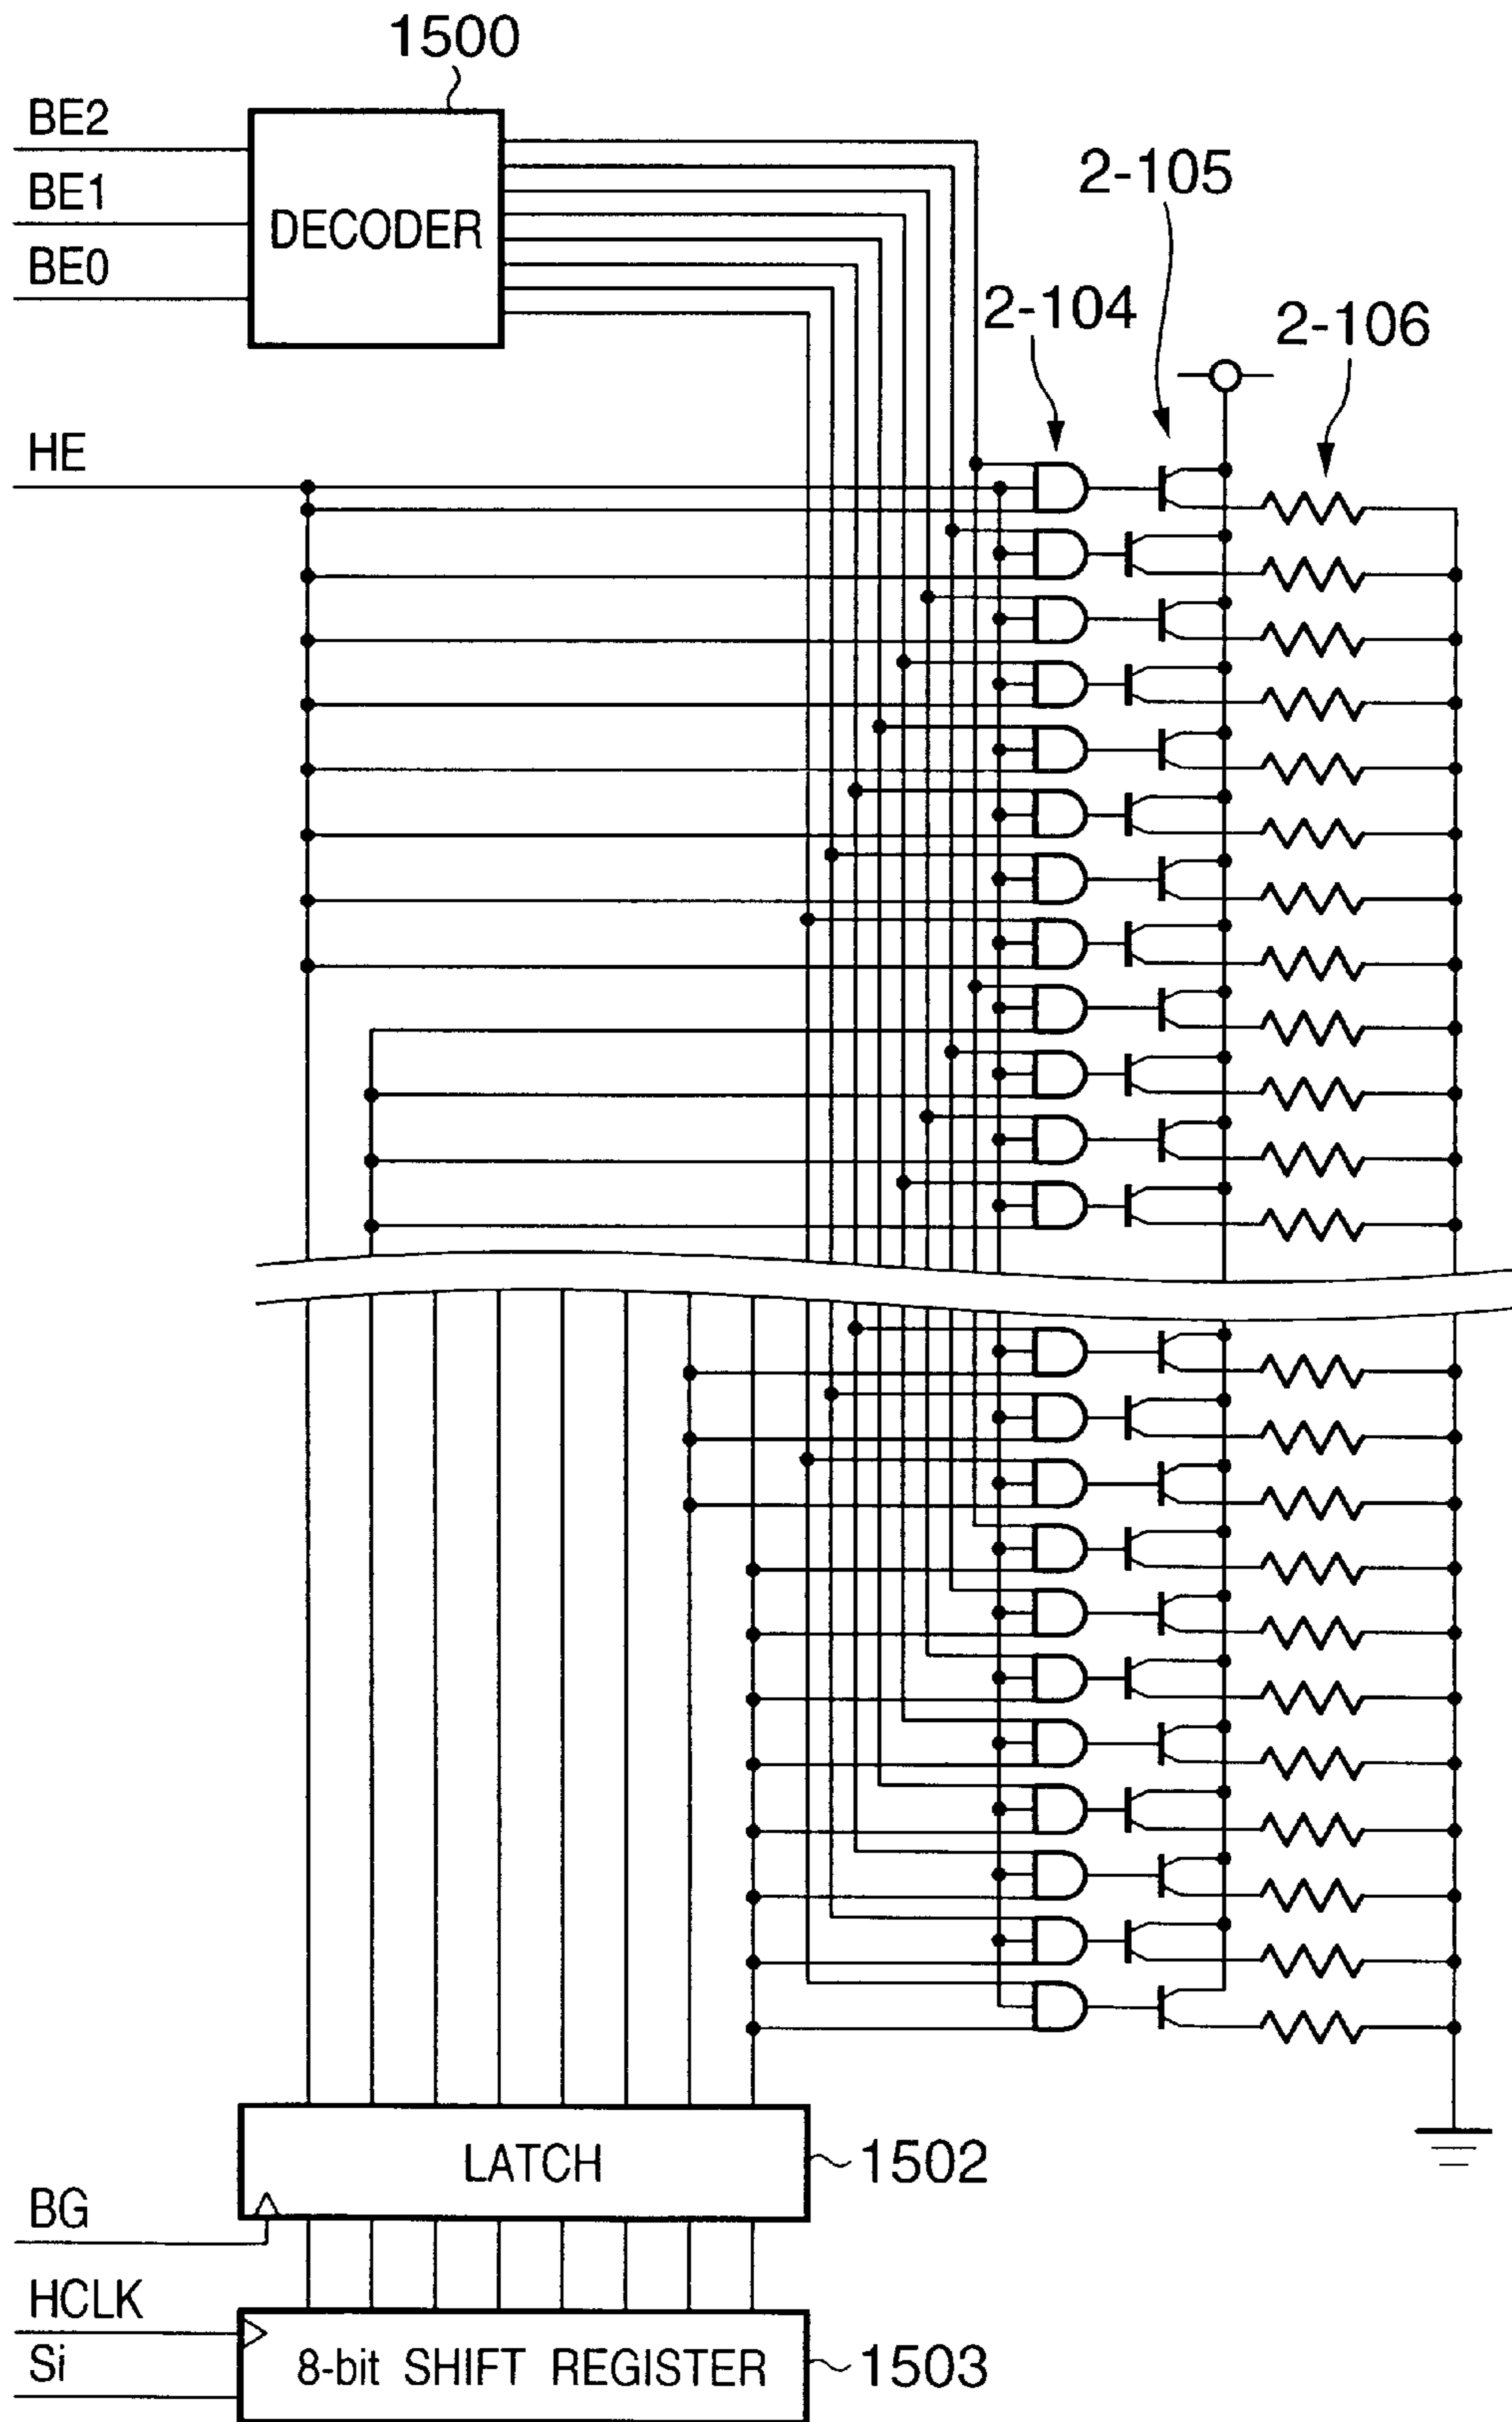 1500
BE2
BE1
BE0
DECODER
2-105
2-104
2-106
HE
LATCH
1502
BG
HCLK
Si
8-bit SHIFT REGISTER
1503